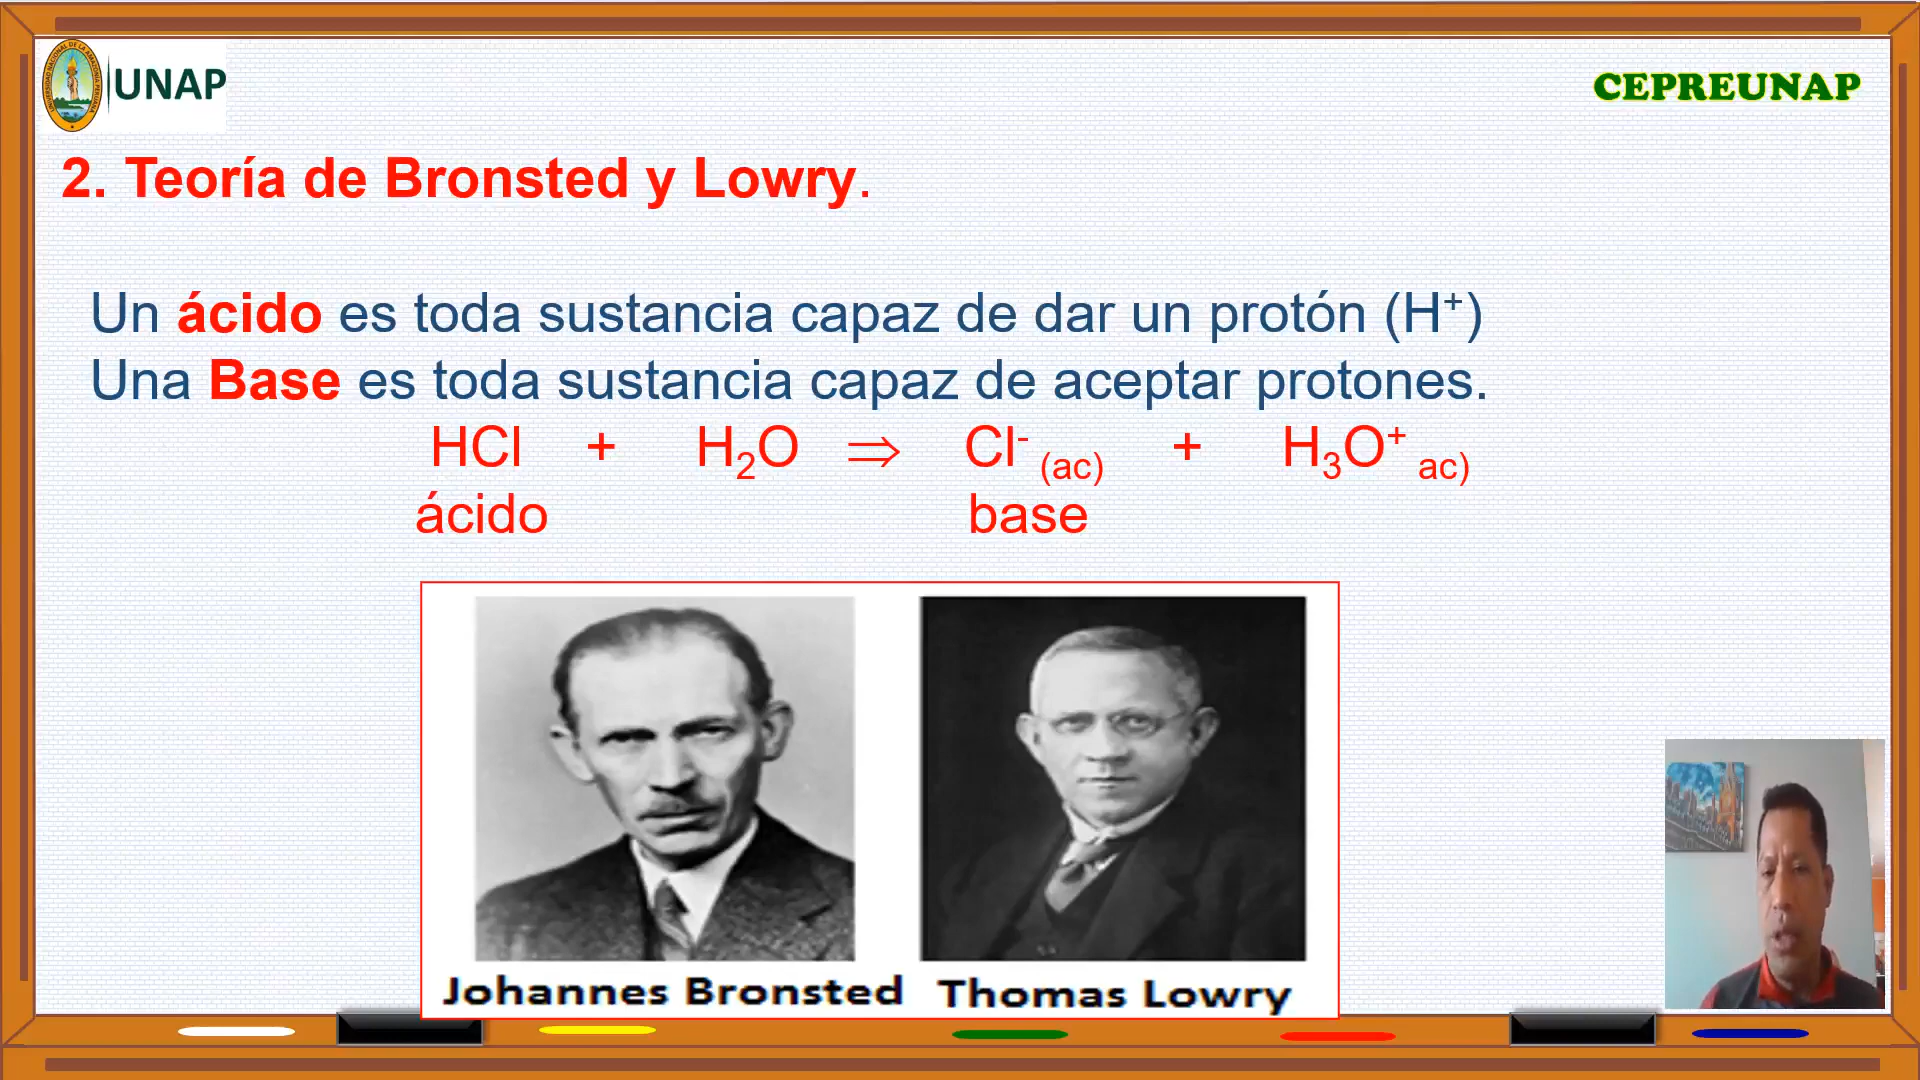 UNAP
CEPREUNAP
2. Teoría de Bronsted y Lowry.
Un ácido es toda sustancia capaz de dar un protón (H⁺)
Una Base es toda sustancia capaz de aceptar protones.
HCl + H₂O ⇒ Cl⁻ (ac) + H₃O⁺ ac)
ácido base
Johannes Bronsted Thomas Lowry